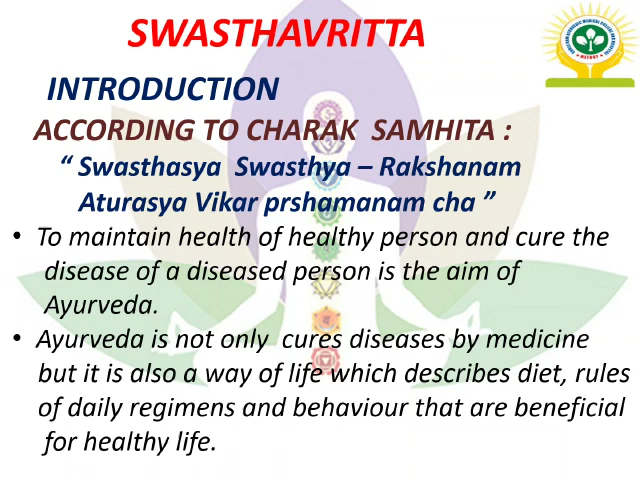 SWASTHAVRITTA
INTRODUCTION
ACCORDING TO CHARAK SAMHITA :
“ Swasthasya Swasthya – Rakshanam
Aturasya Vikar prshamanam cha ”
• To maintain health of healthy person and cure the
disease of a diseased person is the aim of
Ayurveda.
• Ayurveda is not only cures diseases by medicine
but it is also a way of life which describes diet, rules
of daily regimens and behaviour that are beneficial
for healthy life.